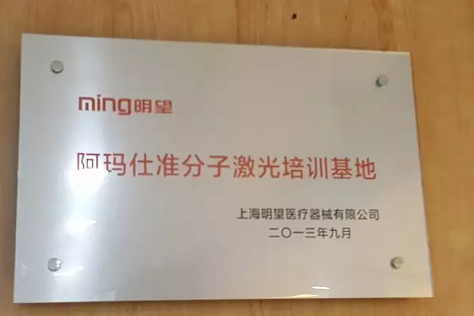 ming明望
阿玛仕准分子激光培训基地
上海明望医疗器械有限公司
二〇一三年九月